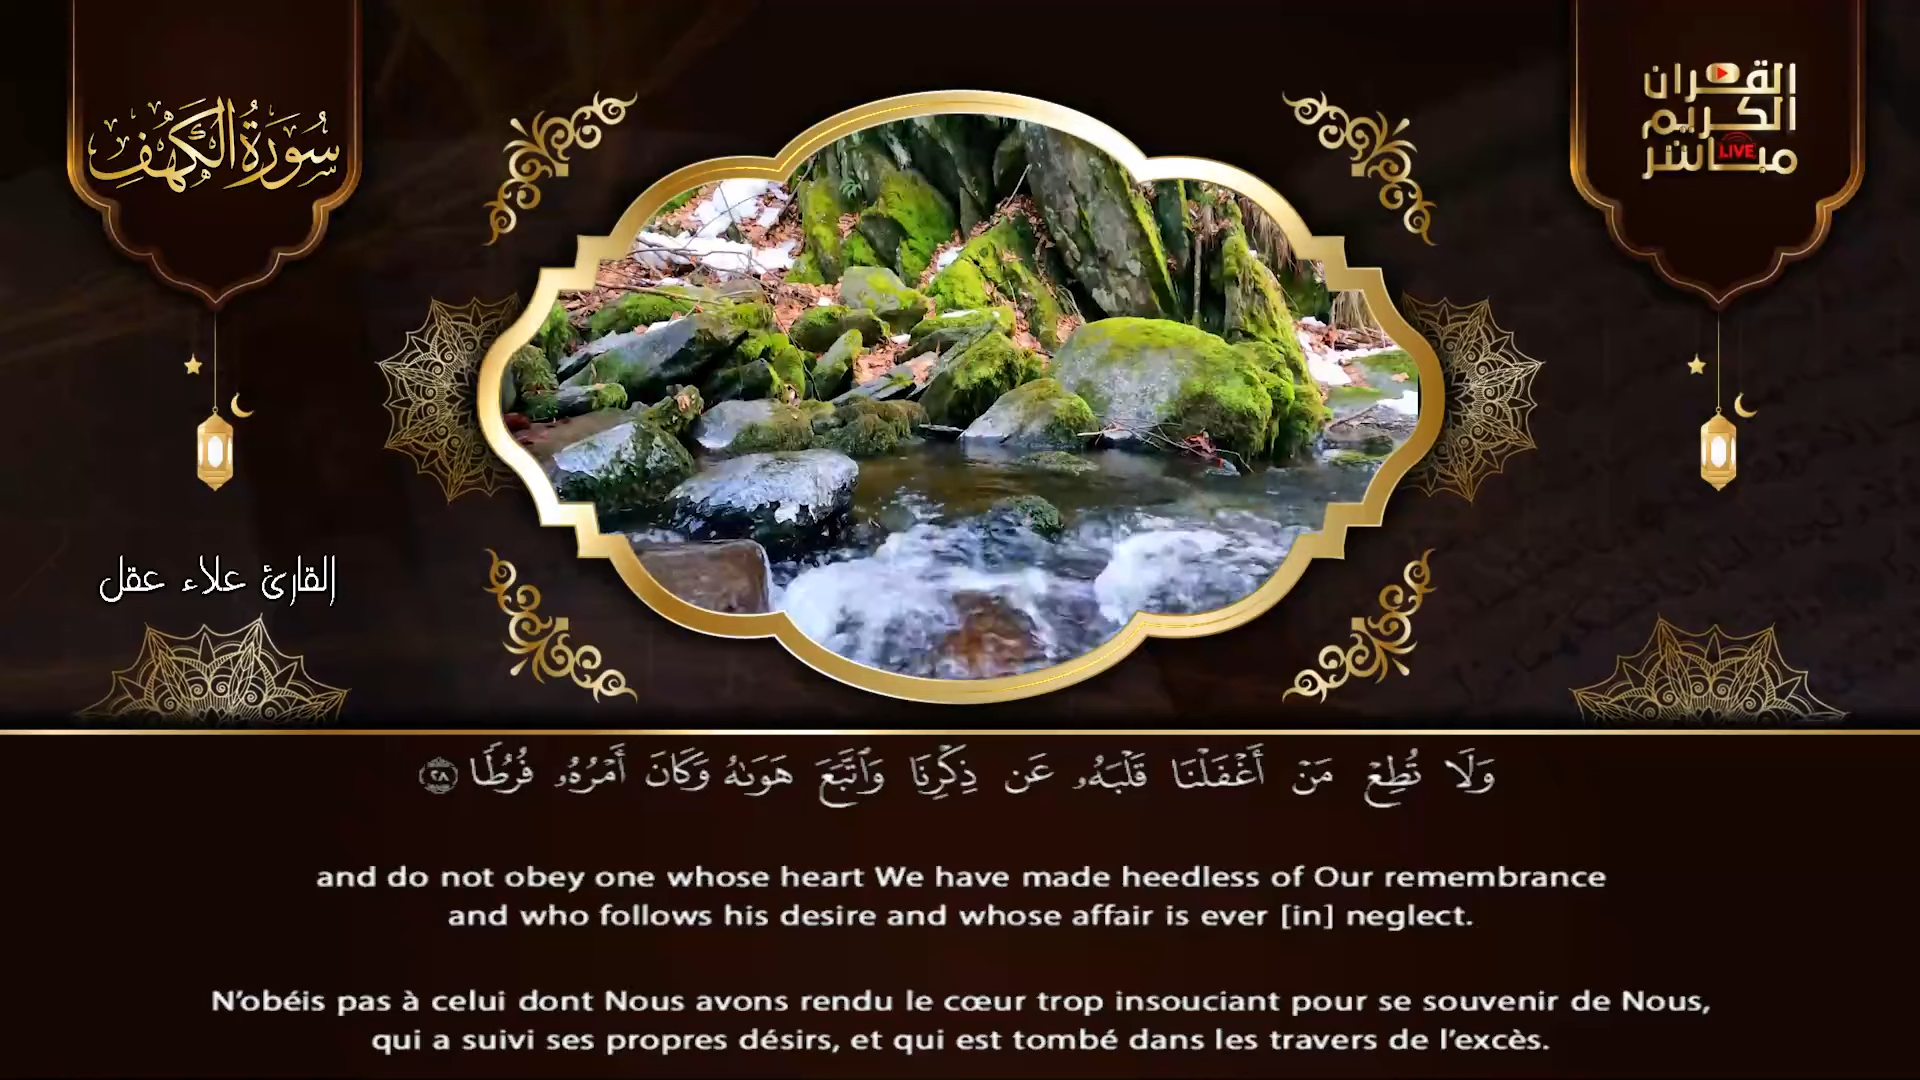 سُورَةُ الكَهْفِ
القرآن
الكريم
مباشر
LIVE
القارئ علاء عقل
وَلَا تُطِعْ مَنْ أَغْفَلْنَا قَلْبَهُۥ عَن ذِكْرِنَا وَٱتَّبَعَ هَوَىٰهُ وَكَانَ أَمْرُهُۥ فُرُطًا ٢٨
and do not obey one whose heart We have made heedless of Our remembrance
and who follows his desire and whose affair is ever [in] neglect.
N’obéis pas à celui dont Nous avons rendu le cœur trop insouciant pour se souvenir de Nous,
qui a suivi ses propres désirs, et qui est tombé dans les travers de l’excès.